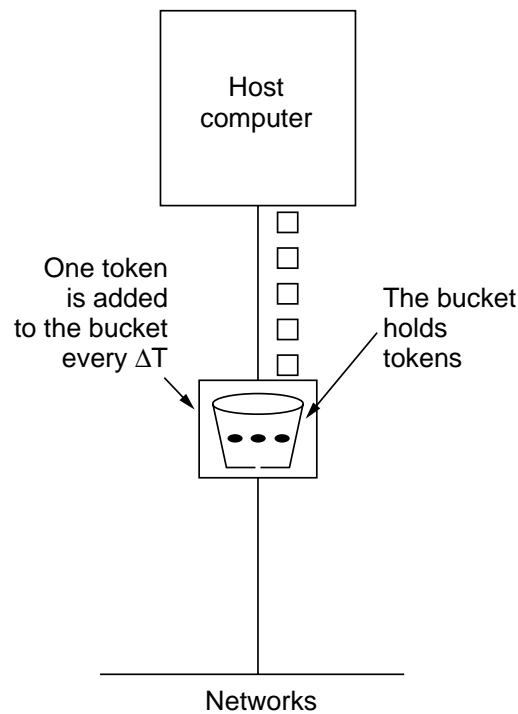 Host
computer
One token
is added
to the bucket
every ΔT
The bucket
holds
tokens
Networks